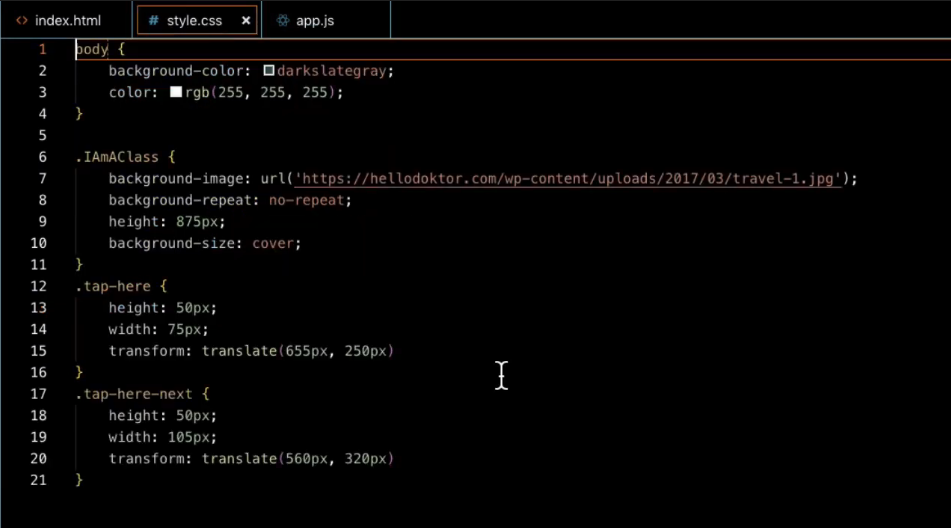 index.html style.css × app.js
1 body {
2 background-color: darkslategray;
3 color: rgb(255, 255, 255);
4 }
5
6 .IAmAClass {
7 background-image: url('https://hellodoktor.com/wp-content/uploads/2017/03/travel-1.jpg');
8 background-repeat: no-repeat;
9 height: 875px;
10 background-size: cover;
11 }
12 .tap-here {
13 height: 50px;
14 width: 75px;
15 transform: translate(655px, 250px)
16 }
17 .tap-here-next {
18 height: 50px;
19 width: 105px;
20 transform: translate(560px, 320px)
21 }